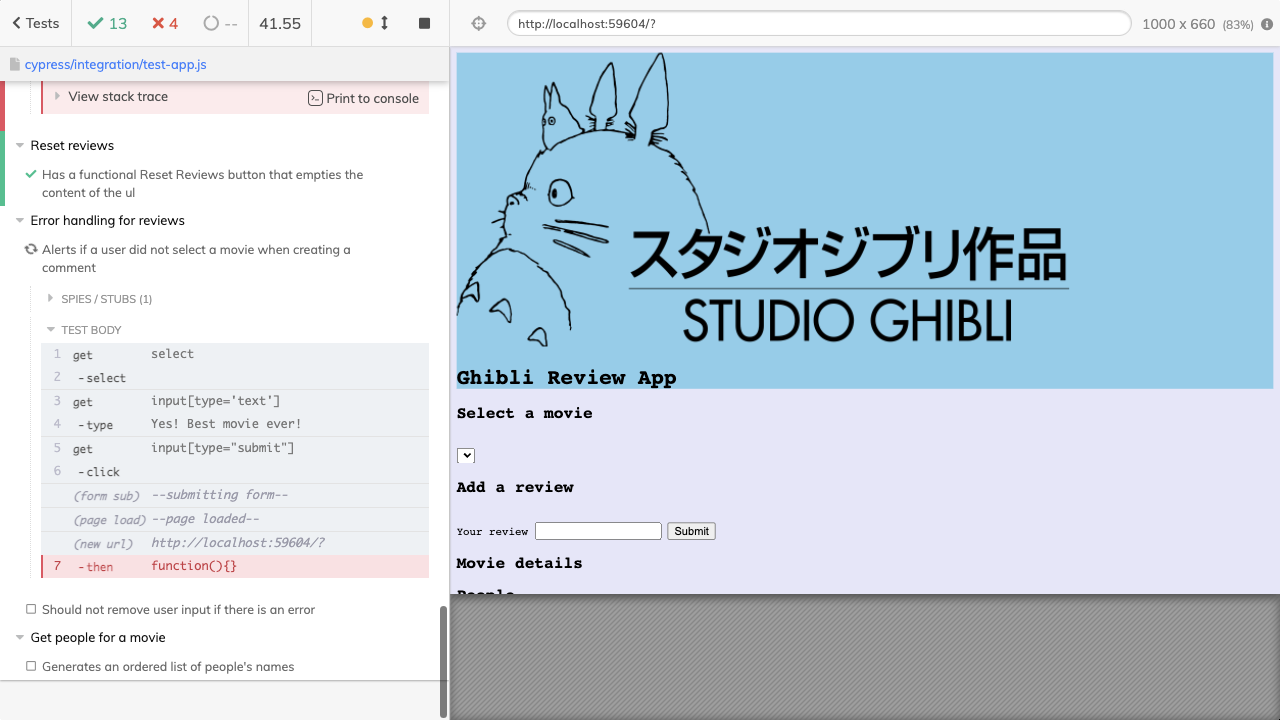 Tests
13
4
--
41.55
http://localhost:59604/?
1000 x 660 (83%)
cypress/integration/test-app.js
View stack trace
Print to console
Reset reviews
Has a functional Reset Reviews button that empties the
content of the ul
Error handling for reviews
Alerts if a user did not select a movie when creating a
comment
SPIES / STUBS (1)
TEST BODY
1 get select
2 -select
3 get input[type='text']
4 -type Yes! Best movie ever!
5 get input[type="submit"]
6 -click
(form sub) --submitting form--
(page load) --page loaded--
(new url) http://localhost:59604/?
7 -then function(){}
Should not remove user input if there is an error
Get people for a movie
Generates an ordered list of people's names
スタジオジブリ作品
STUDIO GHIBLI
Ghibli Review App
Select a movie
Add a review
Your review
Submit
Movie details
People